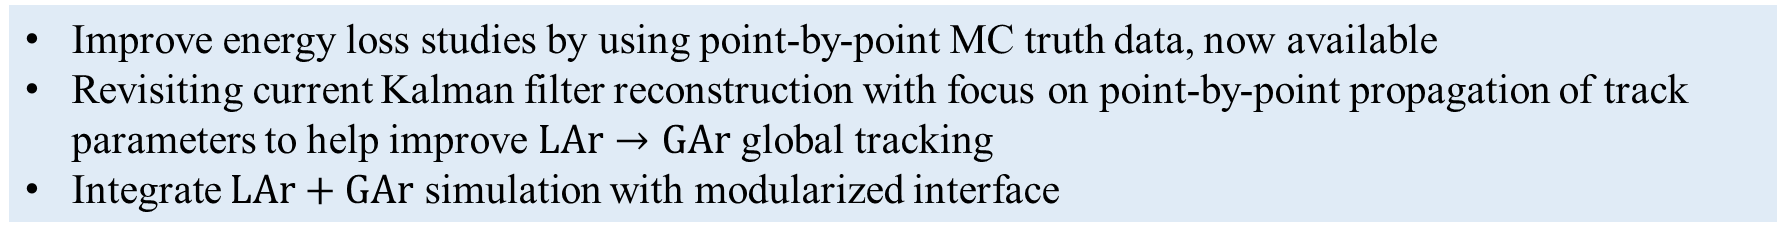 • Improve energy loss studies by using point-by-point MC truth data, now available
• Revisiting current Kalman filter reconstruction with focus on point-by-point propagation of track
parameters to help improve LAr → GAr global tracking
• Integrate LAr + GAr simulation with modularized interface